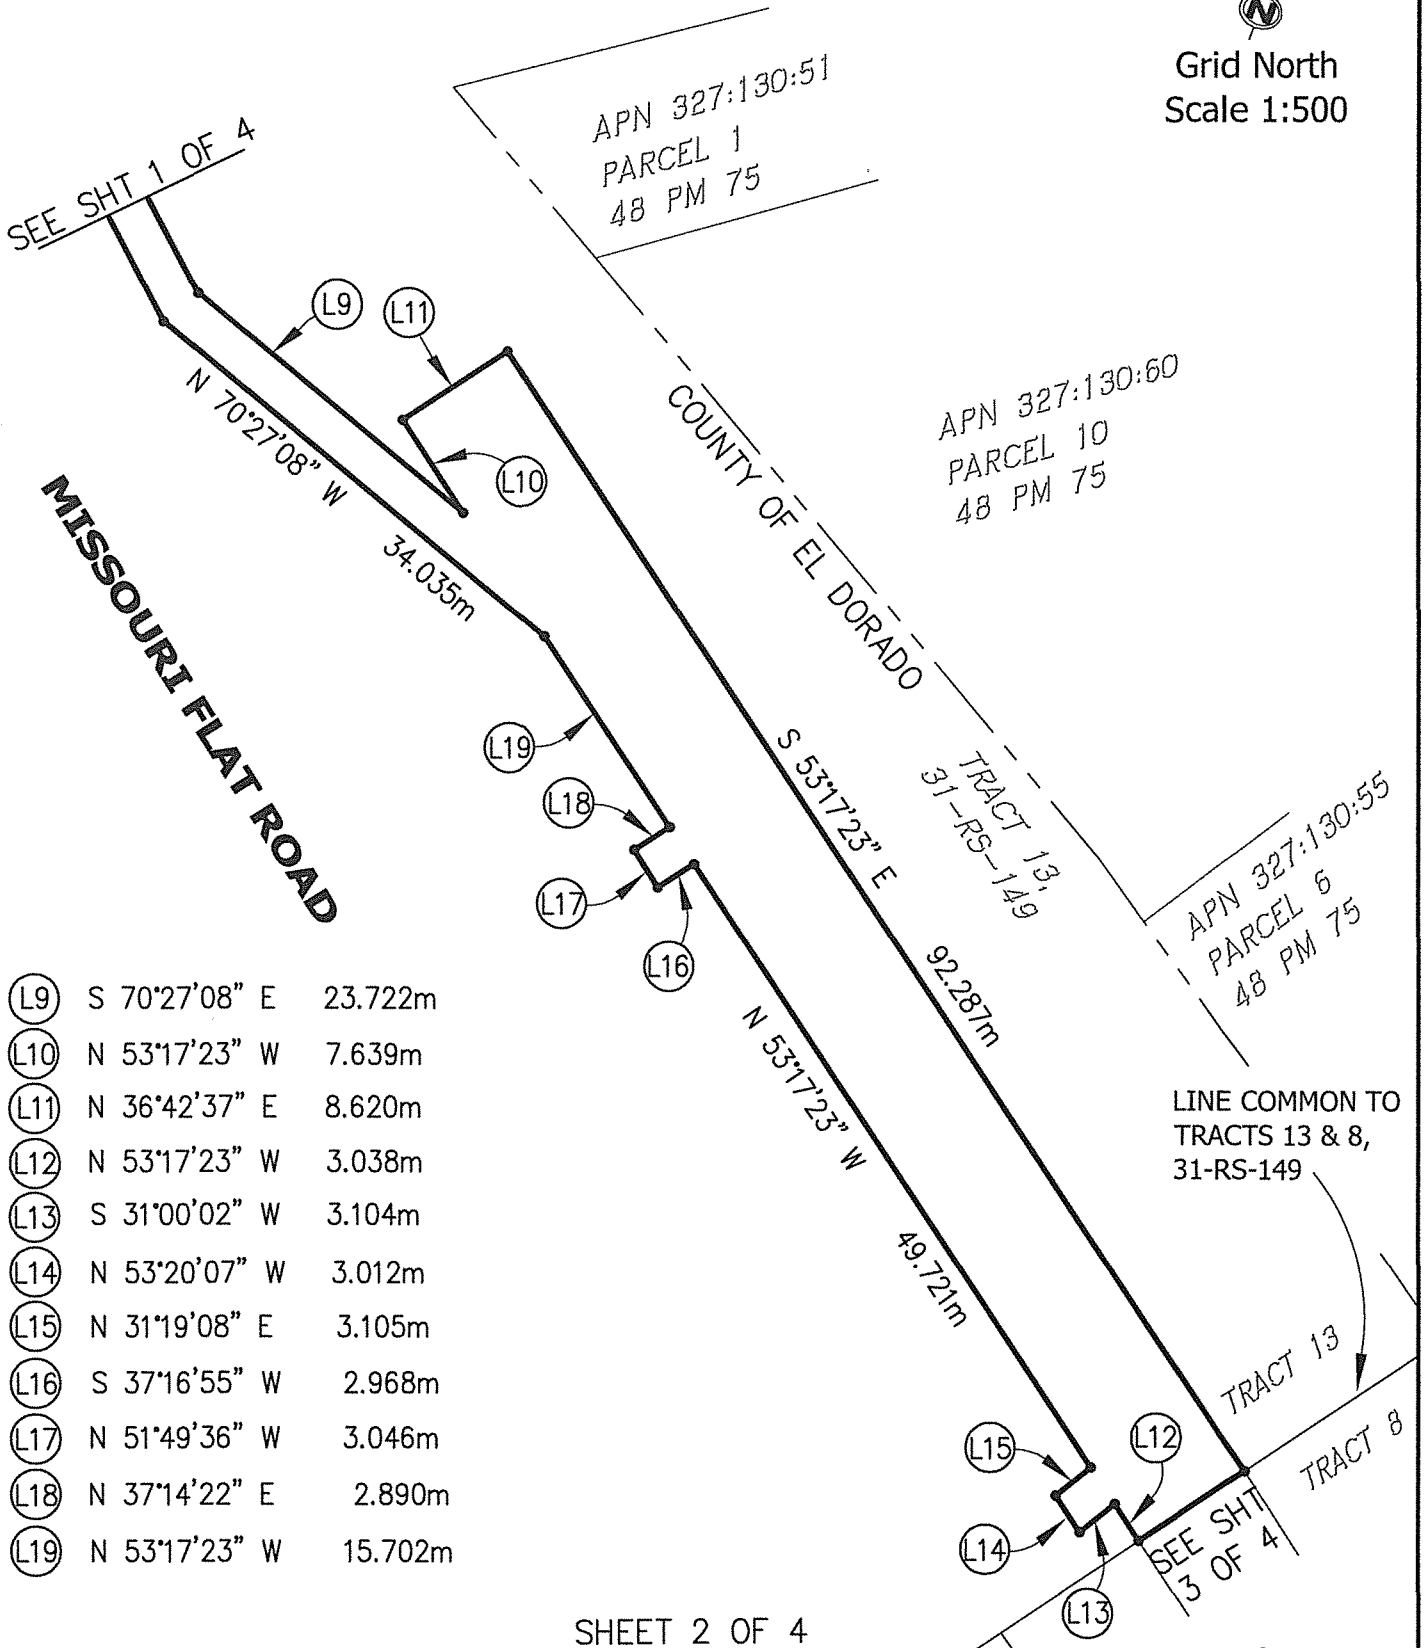 N
Grid North
Scale 1:500
SEE SHT 1 OF 4
APN 327:130:51
PARCEL 1
48 PM 75
L9
L11
L10
N 70°27'08" W
34.035m
MISSOURI FLAT ROAD
COUNTY OF EL DORADO
APN 327:130:60
PARCEL 10
48 PM 75
L19
L18
L17
L16
S 53°17'23" E
92.287m
TRACT 13,
31-RS-149
APN 327:130:55
PARCEL 6
48 PM 75
N 53°17'23" W
49.721m
LINE COMMON TO
TRACTS 13 & 8,
31-RS-149
TRACT 13
TRACT 8
L15
L12
L14
L13
SEE SHT
3 OF 4
L9 S 70°27'08" E 23.722m
L10 N 53°17'23" W 7.639m
L11 N 36°42'37" E 8.620m
L12 N 53°17'23" W 3.038m
L13 S 31°00'02" W 3.104m
L14 N 53°20'07" W 3.012m
L15 N 31°19'08" E 3.105m
L16 S 37°16'55" W 2.968m
L17 N 51°49'36" W 3.046m
L18 N 37°14'22" E 2.890m
L19 N 53°17'23" W 15.702m
SHEET 2 OF 4